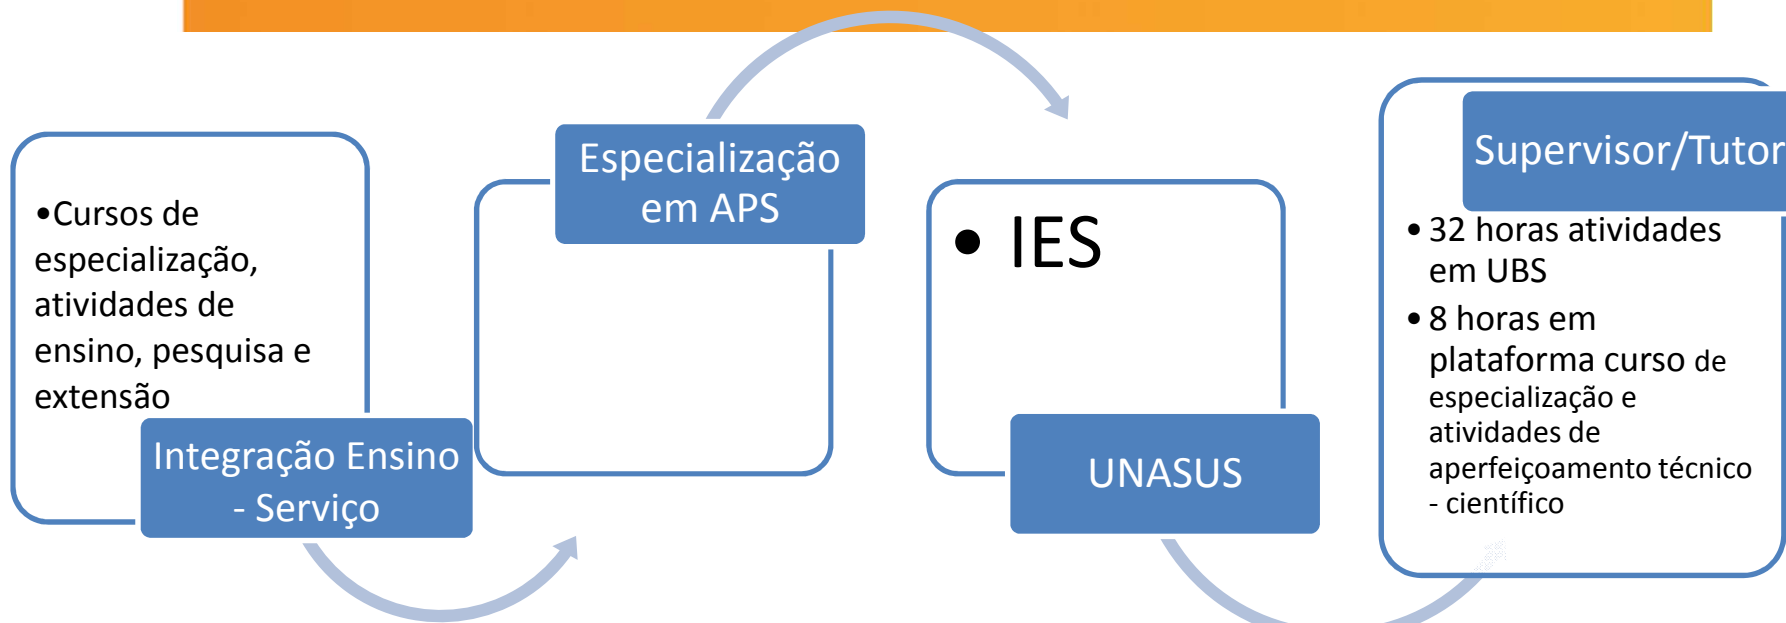 •Cursos de
especialização,
atividades de
ensino, pesquisa e
extensão
Integração Ensino
- Serviço
Especialização
em APS
• IES
UNASUS
Supervisor/Tutor
• 32 horas atividades
em UBS
• 8 horas em
plataforma curso de
especialização e
atividades de
aperfeiçoamento técnico
- científico